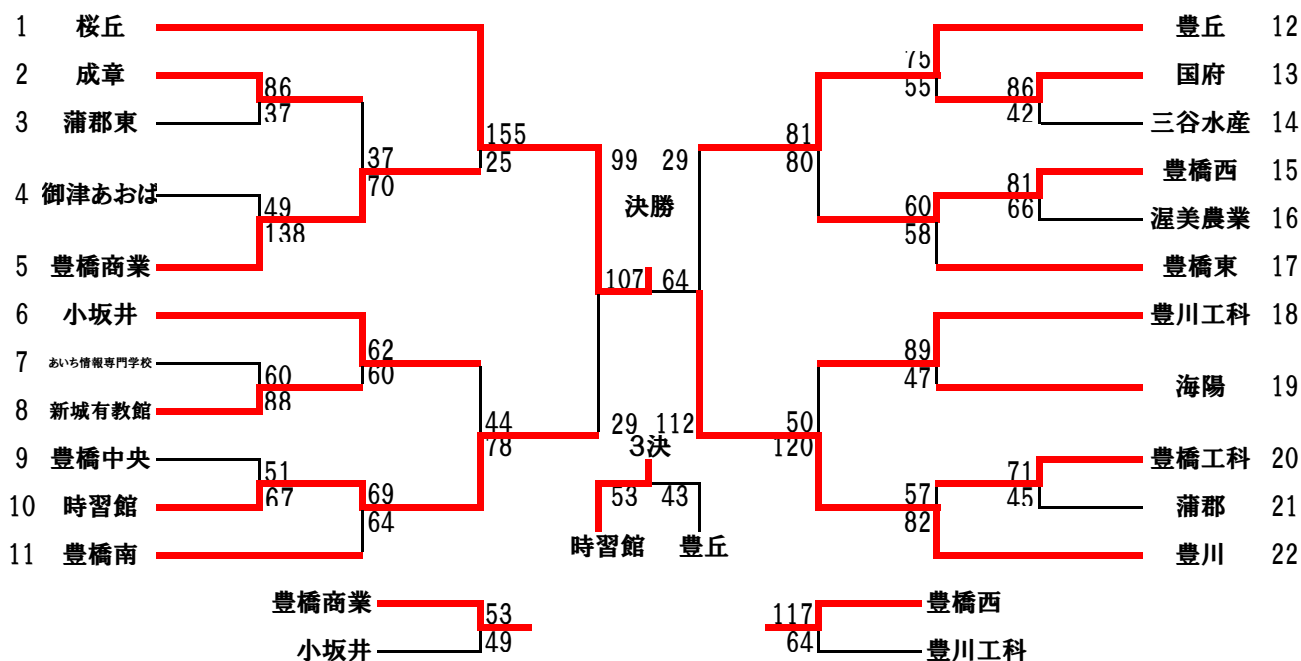 1 桜丘
2 成章
3 蒲郡東
4 御津あおば
5 豊橋商業
6 小坂井
7 あいち情報専門学校
8 新城有教館
9 豊橋中央
10 時習館
11 豊橋南
86
37
49
138
60
88
51
67
37
70
62
60
69
64
155
25
44
78
99 29
決勝
107 64
29 112
3決
53 43
時習館 豊丘
81
80
50
120
75
55
60
58
89
47
57
82
86
42
81
66
71
45
豊丘 12
国府 13
三谷水産 14
豊橋西 15
渥美農業 16
豊橋東 17
豊川工科 18
海陽 19
豊橋工科 20
蒲郡 21
豊川 22
豊橋商業 53
小坂井 49
117 豊橋西
64 豊川工科